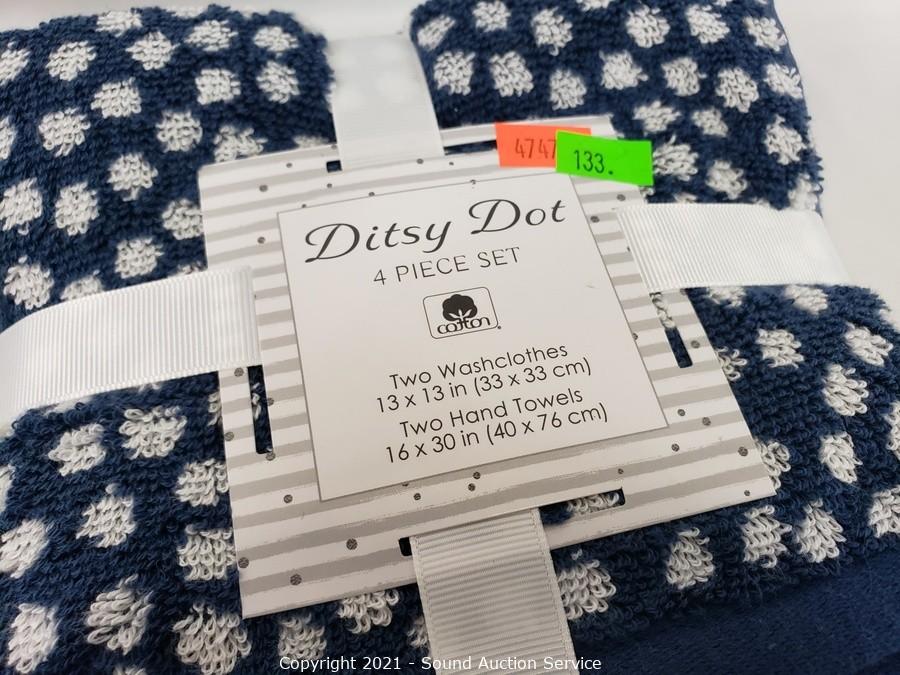 4747
133.
Ditsy Dot
4 PIECE SET
cotton
Two Washclothes
13 x 13 in (33 x 33 cm)
Two Hand Towels
16 x 30 in (40 x 76 cm)
Copyright 2021 - Sound Auction Service